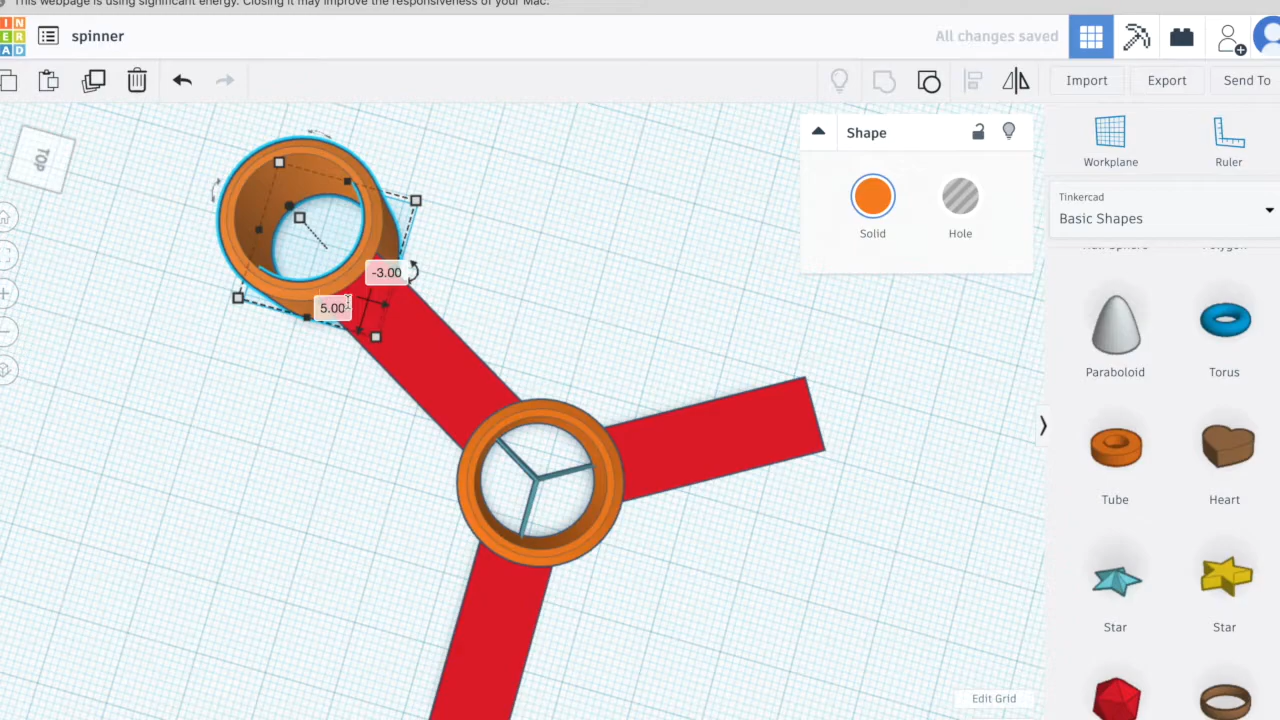 This webpage is using significant energy. Closing it may improve the responsiveness of your Mac.
I N
E R
A D
spinner
All changes saved
Import
Export
Send To
TOP
Shape
Solid
Hole
Workplane
Ruler
Tinkercad
Basic Shapes
Polygon
Paraboloid
Torus
Tube
Heart
Star
Star
-3.00
5.00
Edit Grid